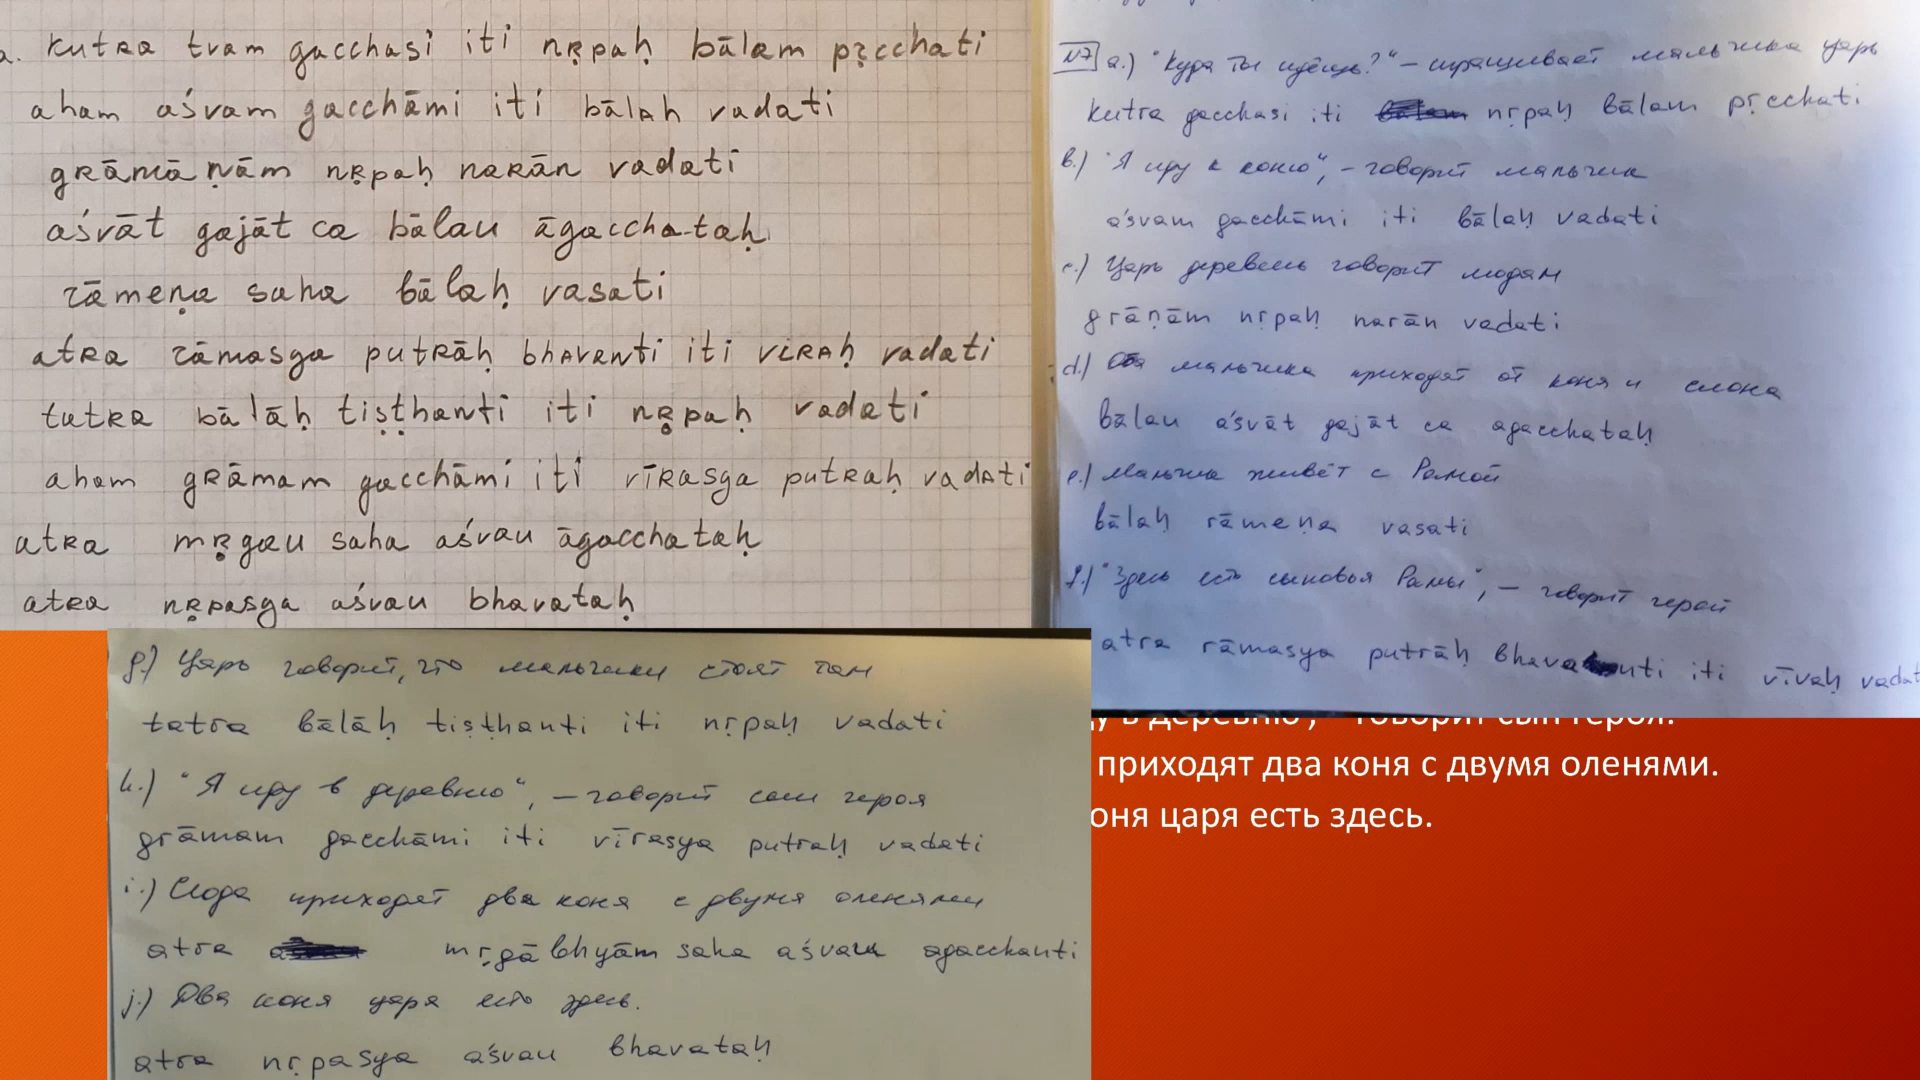 a. kutra tvam gacchasi iti nṛpaḥ bālam pṛcchati
aham aśvam gacchāmi iti bālaḥ vadati
grāmāṇām nṛpaḥ narān vadati
aśvāt gajāt ca bālau āgacchataḥ
rāmeṇa saha bālaḥ vasati
atra rāmasya putrāḥ bhavanti iti vīraḥ vadati
tatra bālāḥ tiṣṭhanti iti nṛpaḥ vadati
aham grāmam gacchāmi iti vīrasya putraḥ vadati
atra mṛgau saha aśvau āgacchataḥ
atra nṛpasya aśvau bhavataḥ
N7 a.) "Куда ты идёшь?" – спрашивает мальчика царь
kutra gacchasi iti nṛpaḥ bālam pṛcchati
b.) "Я иду к коню", – говорит мальчик
aśvam gacchāmi iti bālaḥ vadati
c.) Царь деревень говорит людям
grāṇām nṛpaḥ narān vadati
d.) Оба мальчика приходят от коня и слона
bālau aśvāt gajāt ca agacchataḥ
e.) Мальчик живёт с Рамой
bālaḥ rāmeṇa vasati
f.) "Здесь есть сыновья Рамы", – говорит герой
atra rāmasya putrāḥ bhavanti iti vīvaḥ vadat
g.) Царь говорит, что мальчики стоят там
tatra bālāḥ tiṣṭhanti iti nṛpaḥ vadati
h.) "Я иду в деревню", – говорит сын героя
grāmam gacchāmi iti vīrasya putraḥ vadati
i.) Сюда приходят два коня с двумя оленями
atra mṛgābhyām saha aśvau agacchanti
j.) Два коня царя есть здесь.
atra nṛpasya aśvau bhavataḥ
ду в деревню", – говорит сын героя.
приходят два коня с двумя оленями.
оня царя есть здесь.